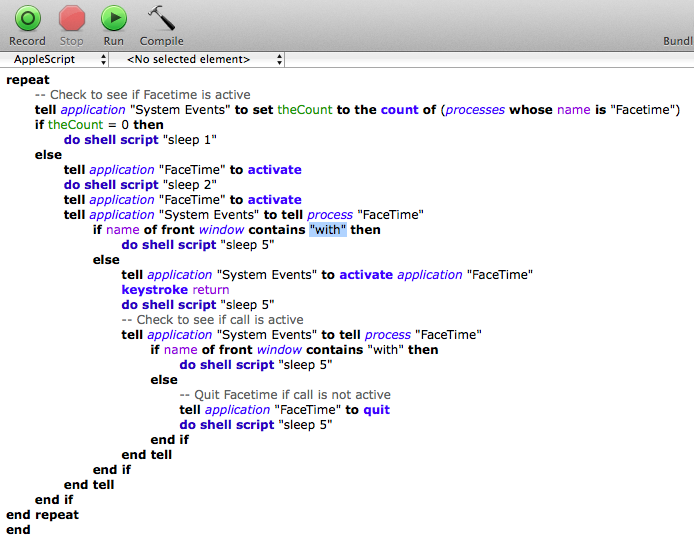 Record Stop Run Compile Bundl
AppleScript <No selected element>
repeat
-- Check to see if Facetime is active
tell application "System Events" to set theCount to the count of (processes whose name is "Facetime")
if theCount = 0 then
do shell script "sleep 1"
else
tell application "FaceTime" to activate
do shell script "sleep 2"
tell application "FaceTime" to activate
tell application "System Events" to tell process "FaceTime"
if name of front window contains "with" then
do shell script "sleep 5"
else
tell application "System Events" to activate application "FaceTime"
keystroke return
do shell script "sleep 5"
-- Check to see if call is active
tell application "System Events" to tell process "FaceTime"
if name of front window contains "with" then
do shell script "sleep 5"
else
-- Quit Facetime if call is not active
tell application "FaceTime" to quit
do shell script "sleep 5"
end if
end tell
end if
end tell
end if
end repeat
end